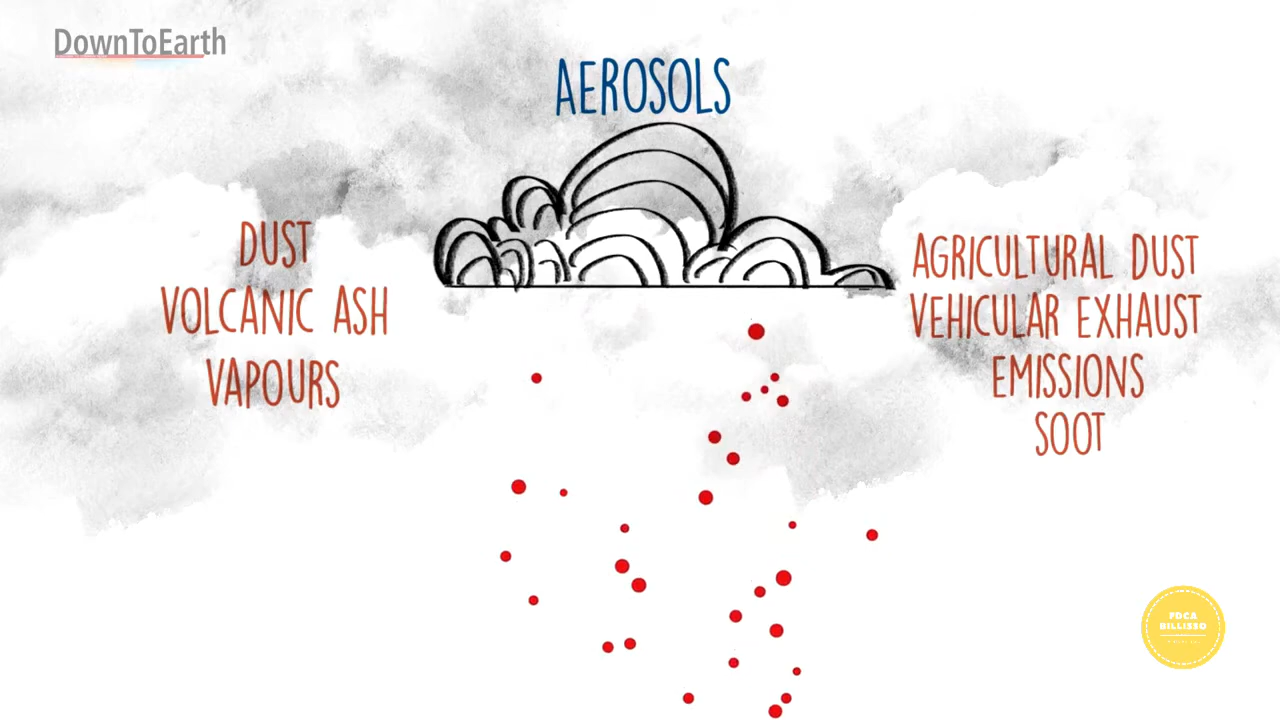 DownToEarth
AEROSOLS
DUST
VOLCANIC ASH
VAPOURS
AGRICULTURAL DUST
VEHICULAR EXHAUST
EMISSIONS
SOOT